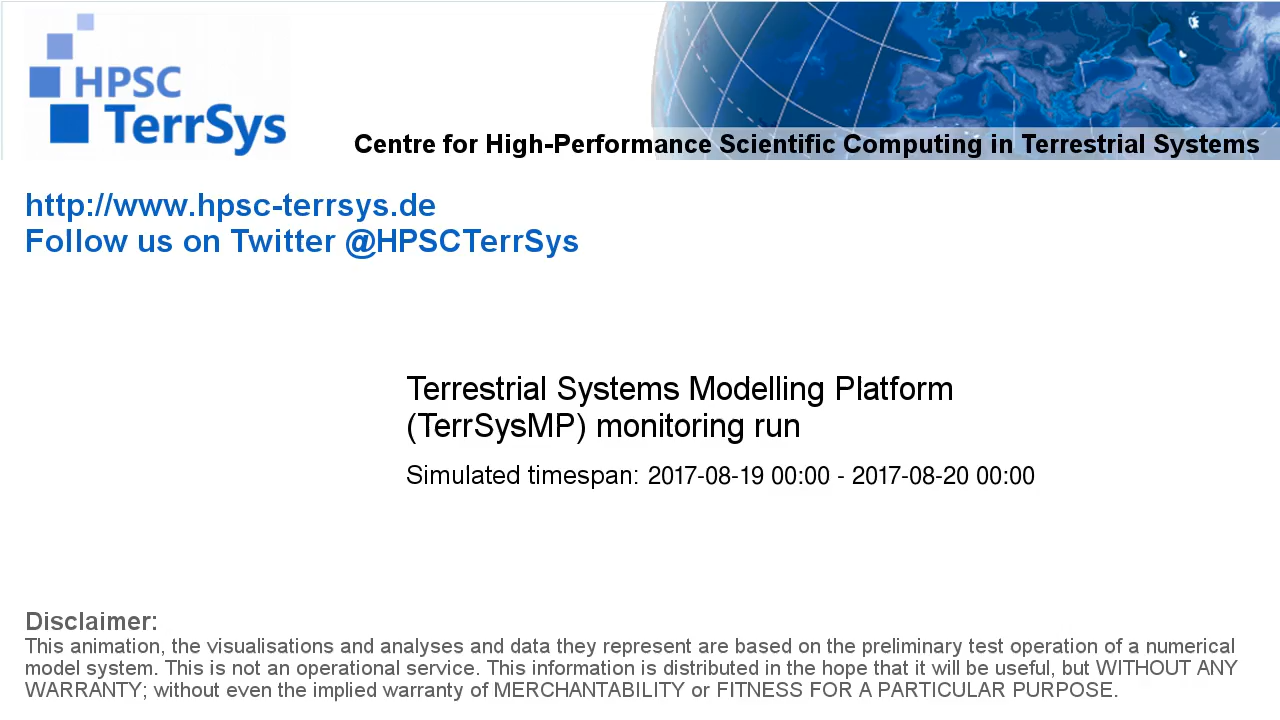 HPSC
TerrSys
Centre for High-Performance Scientific Computing in Terrestrial Systems
http://www.hpsc-terrsys.de
Follow us on Twitter @HPSCTerrSys
Terrestrial Systems Modelling Platform
(TerrSysMP) monitoring run
Simulated timespan: 2017-08-19 00:00 - 2017-08-20 00:00
Disclaimer:
This animation, the visualisations and analyses and data they represent are based on the preliminary test operation of a numerical
model system. This is not an operational service. This information is distributed in the hope that it will be useful, but WITHOUT ANY
WARRANTY; without even the implied warranty of MERCHANTABILITY or FITNESS FOR A PARTICULAR PURPOSE.